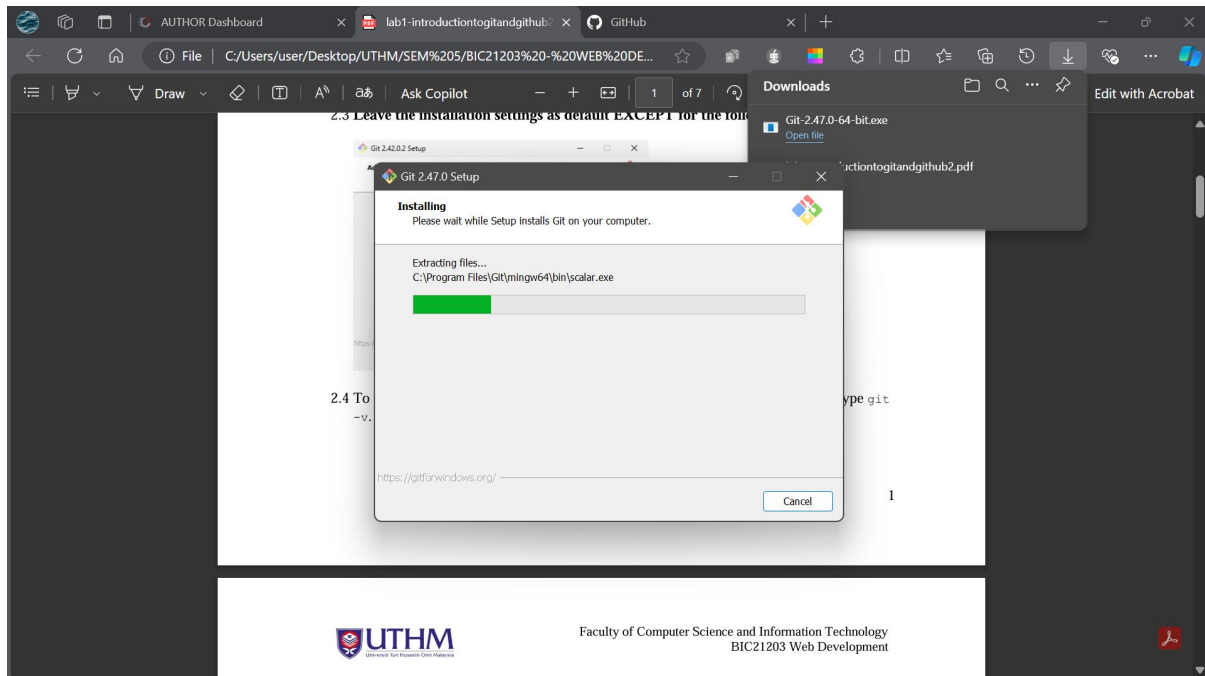 AUTHOR Dashboard
lab1-introductiontogitandgithub2
GitHub
File
C:/Users/user/Desktop/UTHM/SEM%205/BIC21203%20-%20WEB%20DE...
Draw
Ask Copilot
1 of 7
Edit with Acrobat
Downloads
Git-2.47.0-64-bit.exe
Open file
uctiontogitandgithub2.pdf
2.3 Leave the installation settings as default EXCEPT for the
Git 2.42.0.2 Setup
Git 2.47.0 Setup
Installing
Please wait while Setup installs Git on your computer.
Extracting files...
C:\Program Files\Git\mingw64\bin\scalar.exe
https://gitforwindows.org/
Cancel
2.4 To ype git
-v.
1
UTHM
Universiti Tun Hussein Onn Malaysia
Faculty of Computer Science and Information Technology
BIC21203 Web Development